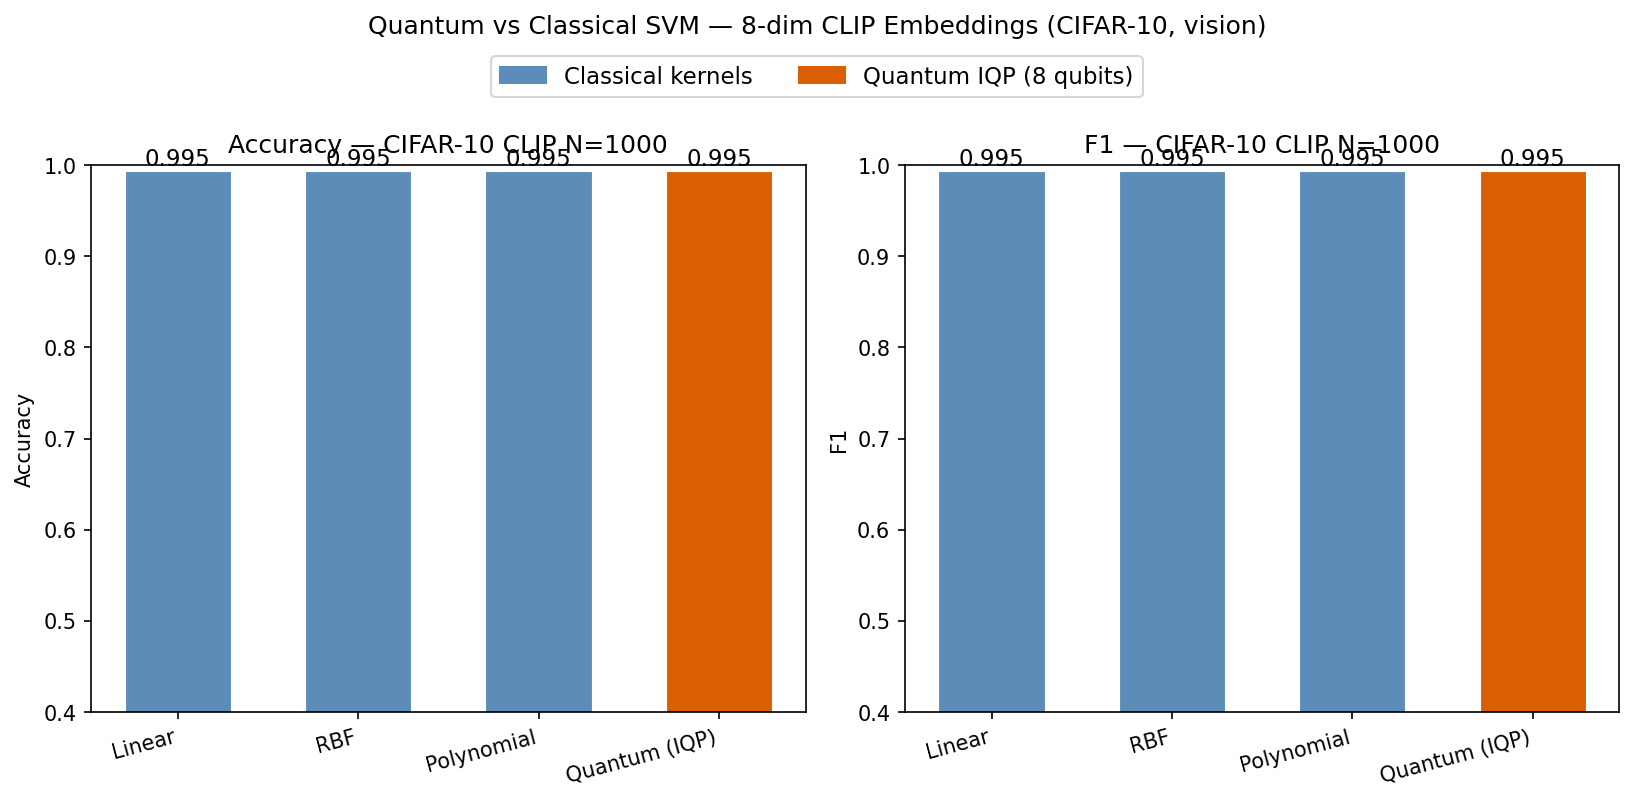 Quantum vs Classical SVM — 8-dim CLIP Embeddings (CIFAR-10, vision)
Classical kernels
Quantum IQP (8 qubits)
Accuracy — CIFAR-10 CLIP N=1000
0.995
0.995
0.995
0.995
1.0
0.9
0.8
0.7
0.6
0.5
0.4
Accuracy
Linear
RBF
Polynomial
Quantum (IQP)
F1 — CIFAR-10 CLIP N=1000
0.995
0.995
0.995
0.995
1.0
0.9
0.8
0.7
0.6
0.5
0.4
F1
Linear
RBF
Polynomial
Quantum (IQP)